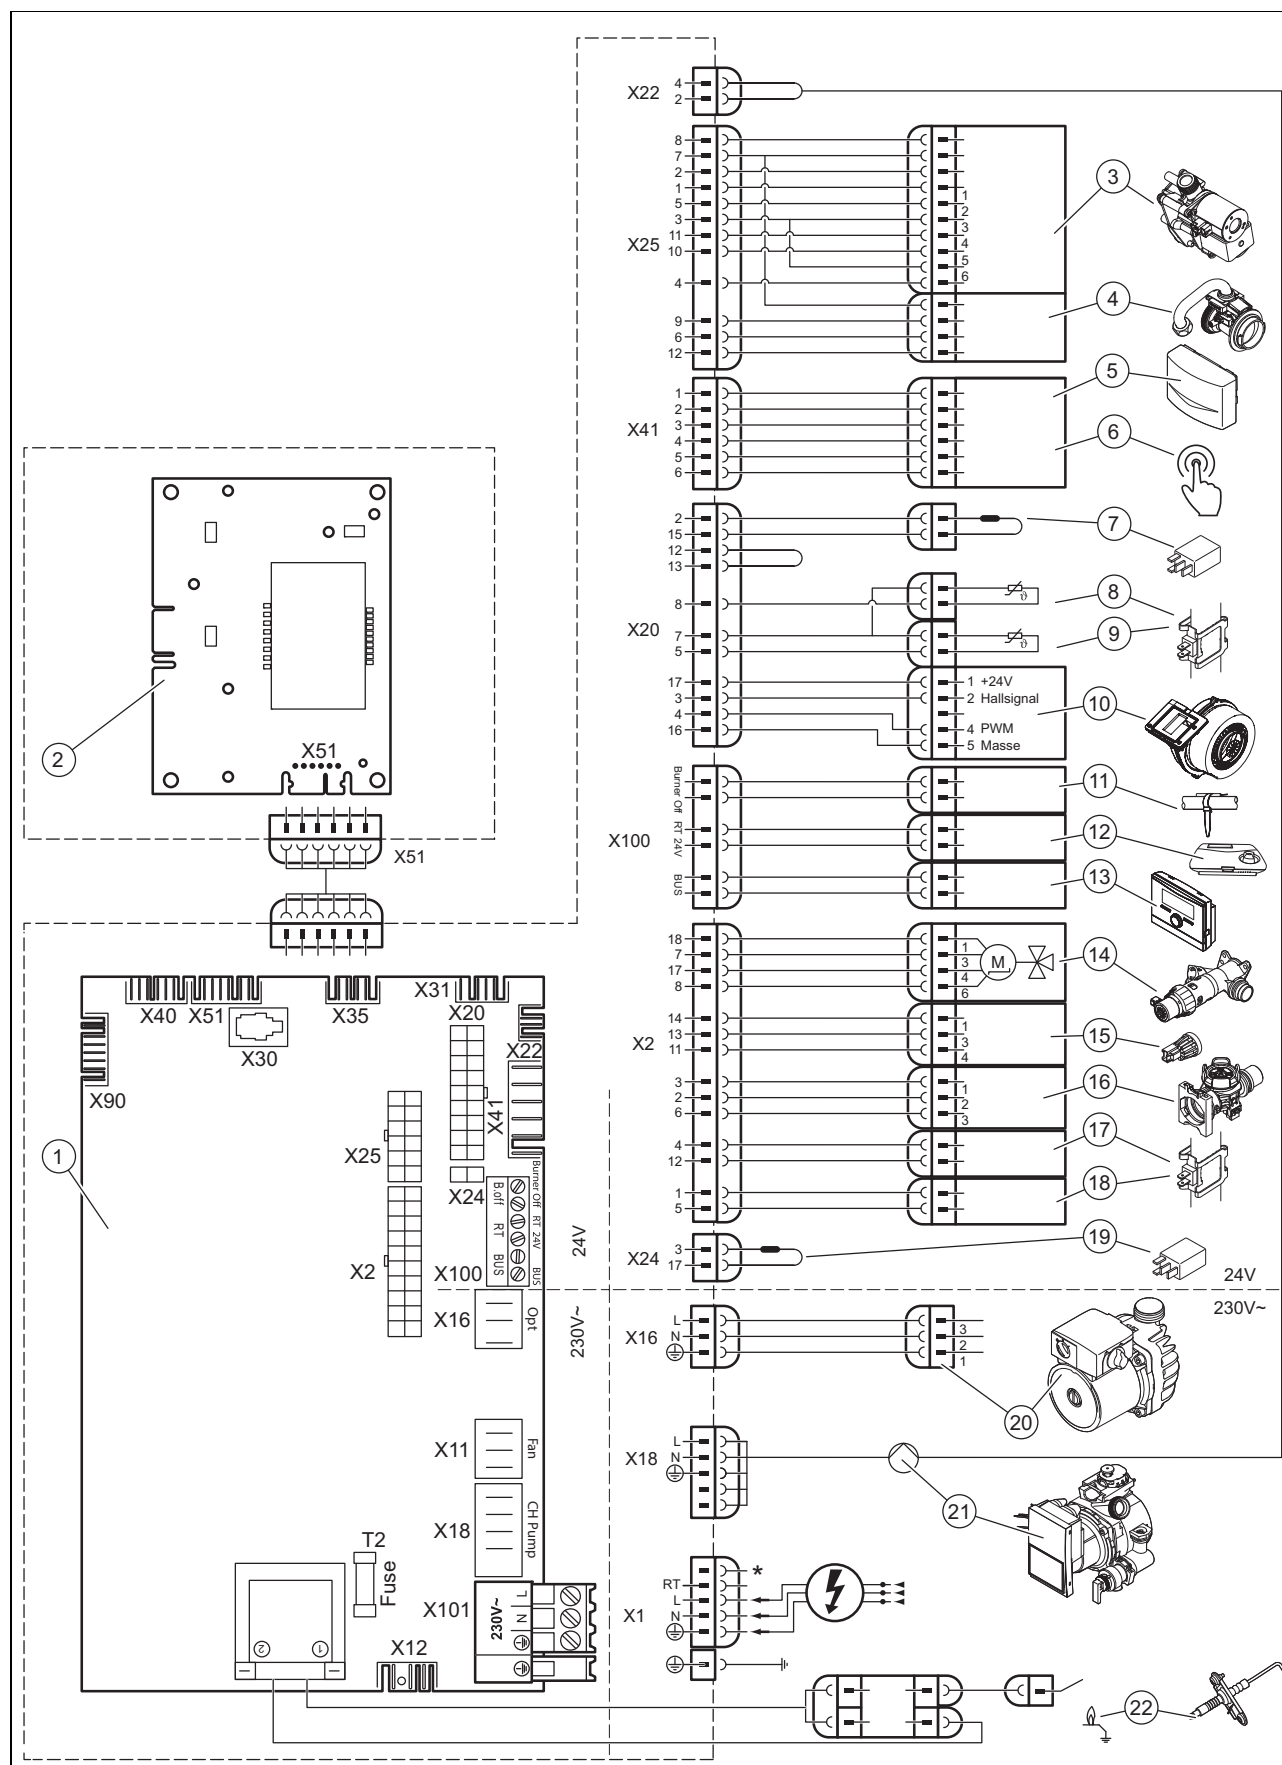 X22
4
2
X25
8
7
2
1
5
3
11
10
4
9
6
12
1
2
3
4
5
6
3
4
X41
1
2
3
4
5
6
5
6
X20
2
15
12
13
8
7
5
17
3
4
16
ϑ
ϑ
1 +24V
2 Hallsignal
4 PWM
5 Masse
7
8
9
10
X100
Burner Off
RT 24V
BUS
11
12
13
X2
18
7
17
8
14
13
11
3
2
6
4
12
1
5
1
3
4
6
M
1
3
4
1
2
3
14
15
16
17
18
X24
3
17
19
24V
230V~
X16
L
N
3
2
1
20
X18
L
N
21
X1
RT
L
N
*
22
2
X51
X51
1
X40
X51
X30
X35
X31
X20
X22
X90
X41
X25
X24
X2
X100
B.off
RT
BUS
Burner Off
RT 24V
BUS
24V
230V~
X16
Opt
X11
Fan
X18
CH Pump
T2
Fuse
X101
230V~
L
N
X12
2
1